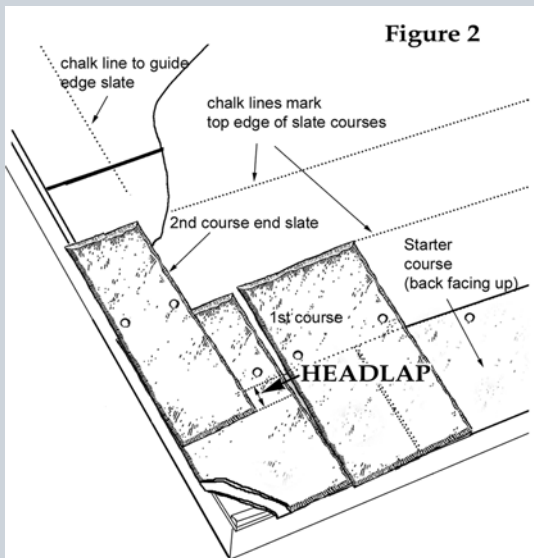 Figure 2
chalk line to guide
edge slate
chalk lines mark
top edge of slate courses
2nd course end slate
Starter
course
(back facing up)
1st course
HEADLAP